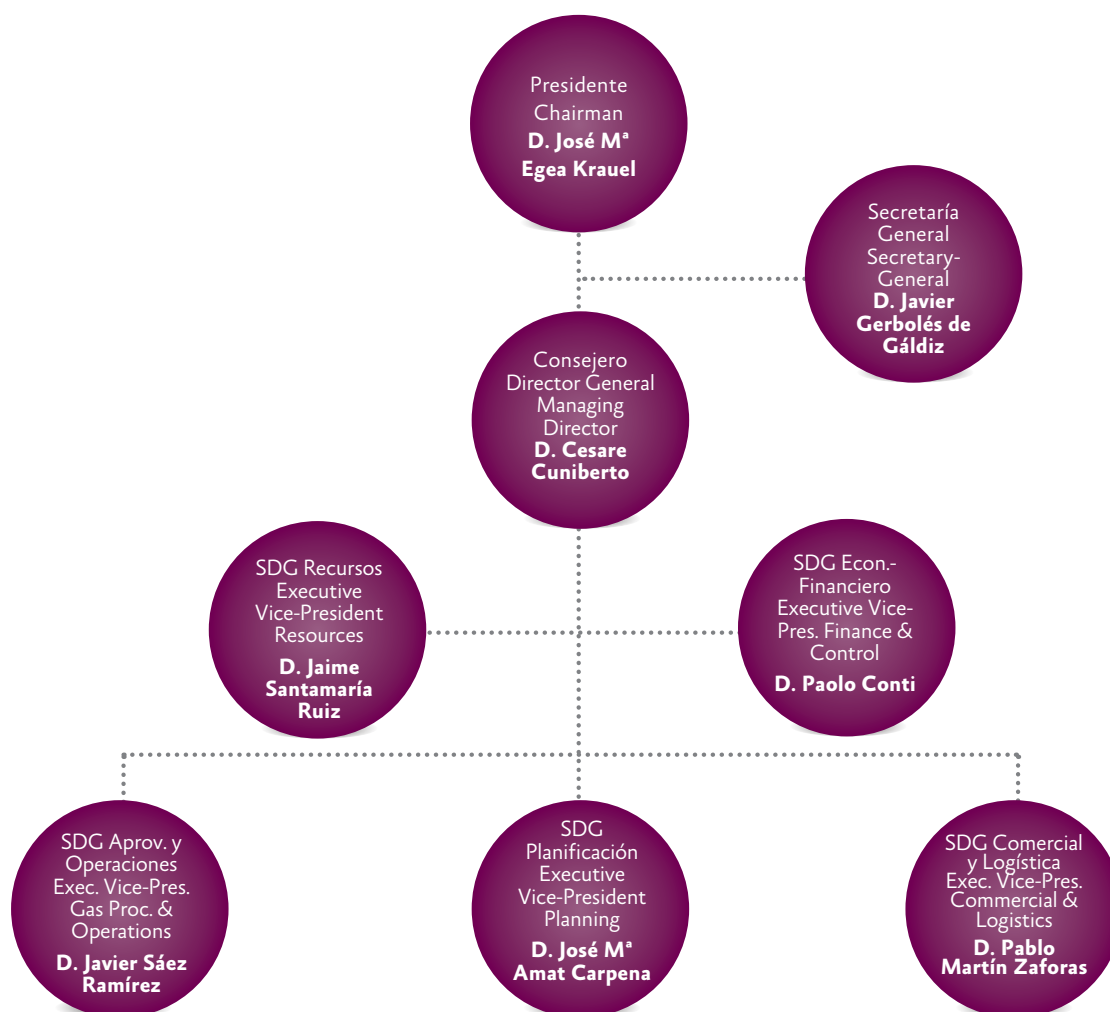 Presidente
Chairman
D. José Mª
Egea Krauel
Secretaría
General
Secretary-
General
D. Javier
Gerbolés de
Gáldiz
Consejero
Director General
Managing
Director
D. Cesare
Cuniberto
SDG Recursos
Executive
Vice-President
Resources
D. Jaime
Santamaría
Ruiz
SDG Econ.-
Financiero
Executive Vice-
Pres. Finance &
Control
D. Paolo Conti
SDG Aprov. y
Operaciones
Exec. Vice-Pres.
Gas Proc. &
Operations
D. Javier Sáez
Ramírez
SDG
Planificación
Executive
Vice-President
Planning
D. José Mª
Amat Carpena
SDG Comercial
y Logística
Exec. Vice-Pres.
Commercial &
Logistics
D. Pablo
Martín Zaforas